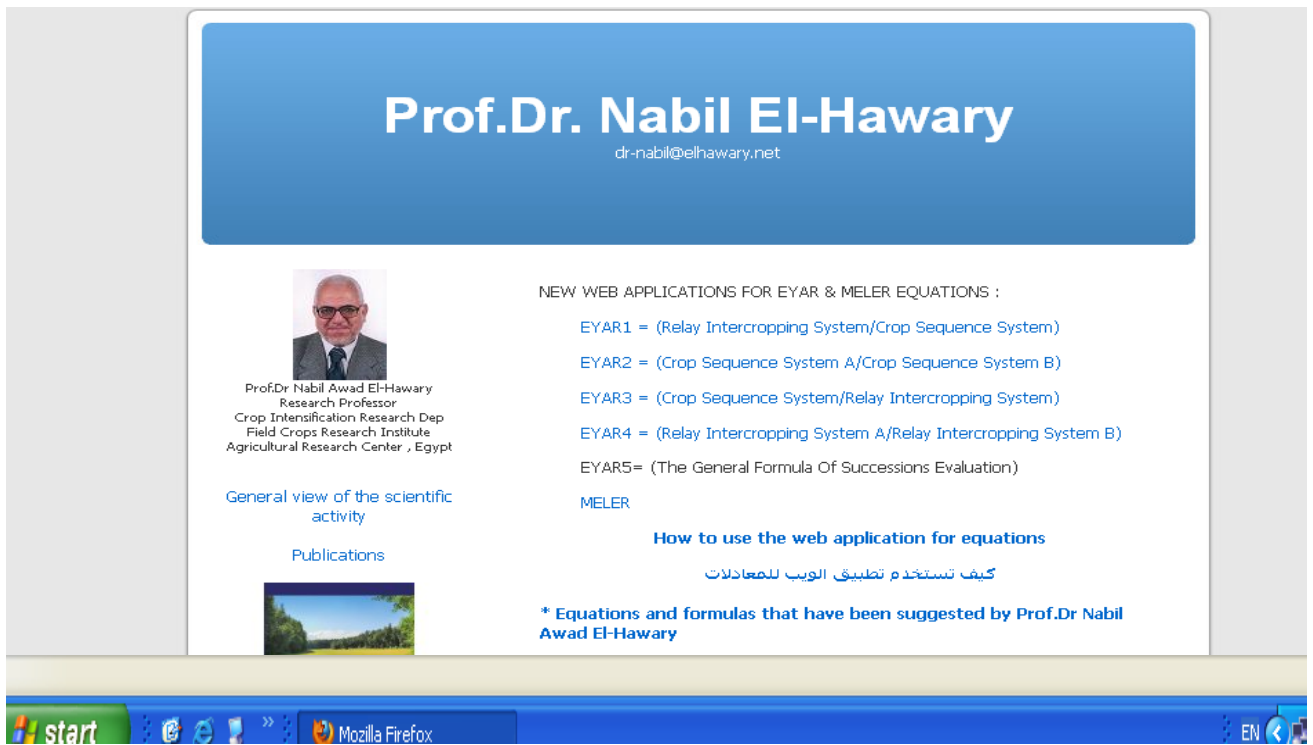 Prof.Dr. Nabil El-Hawary
dr-nabil@elhawary.net
Prof.Dr Nabil Awad El-Hawary
Research Professor
Crop Intensification Research Dep
Field Crops Research Institute
Agricultural Research Center , Egypt
General view of the scientific
activity
Publications
NEW WEB APPLICATIONS FOR EYAR & MELER EQUATIONS :
EYAR1 = (Relay Intercropping System/Crop Sequence System)
EYAR2 = (Crop Sequence System A/Crop Sequence System B)
EYAR3 = (Crop Sequence System/Relay Intercropping System)
EYAR4 = (Relay Intercropping System A/Relay Intercropping System B)
EYAR5= (The General Formula Of Successions Evaluation)
MELER
How to use the web application for equations
كيف تستخدم تطبيق الويب للمعادلات
* Equations and formulas that have been suggested by Prof.Dr Nabil
Awad El-Hawary
start
Mozilla Firefox
EN